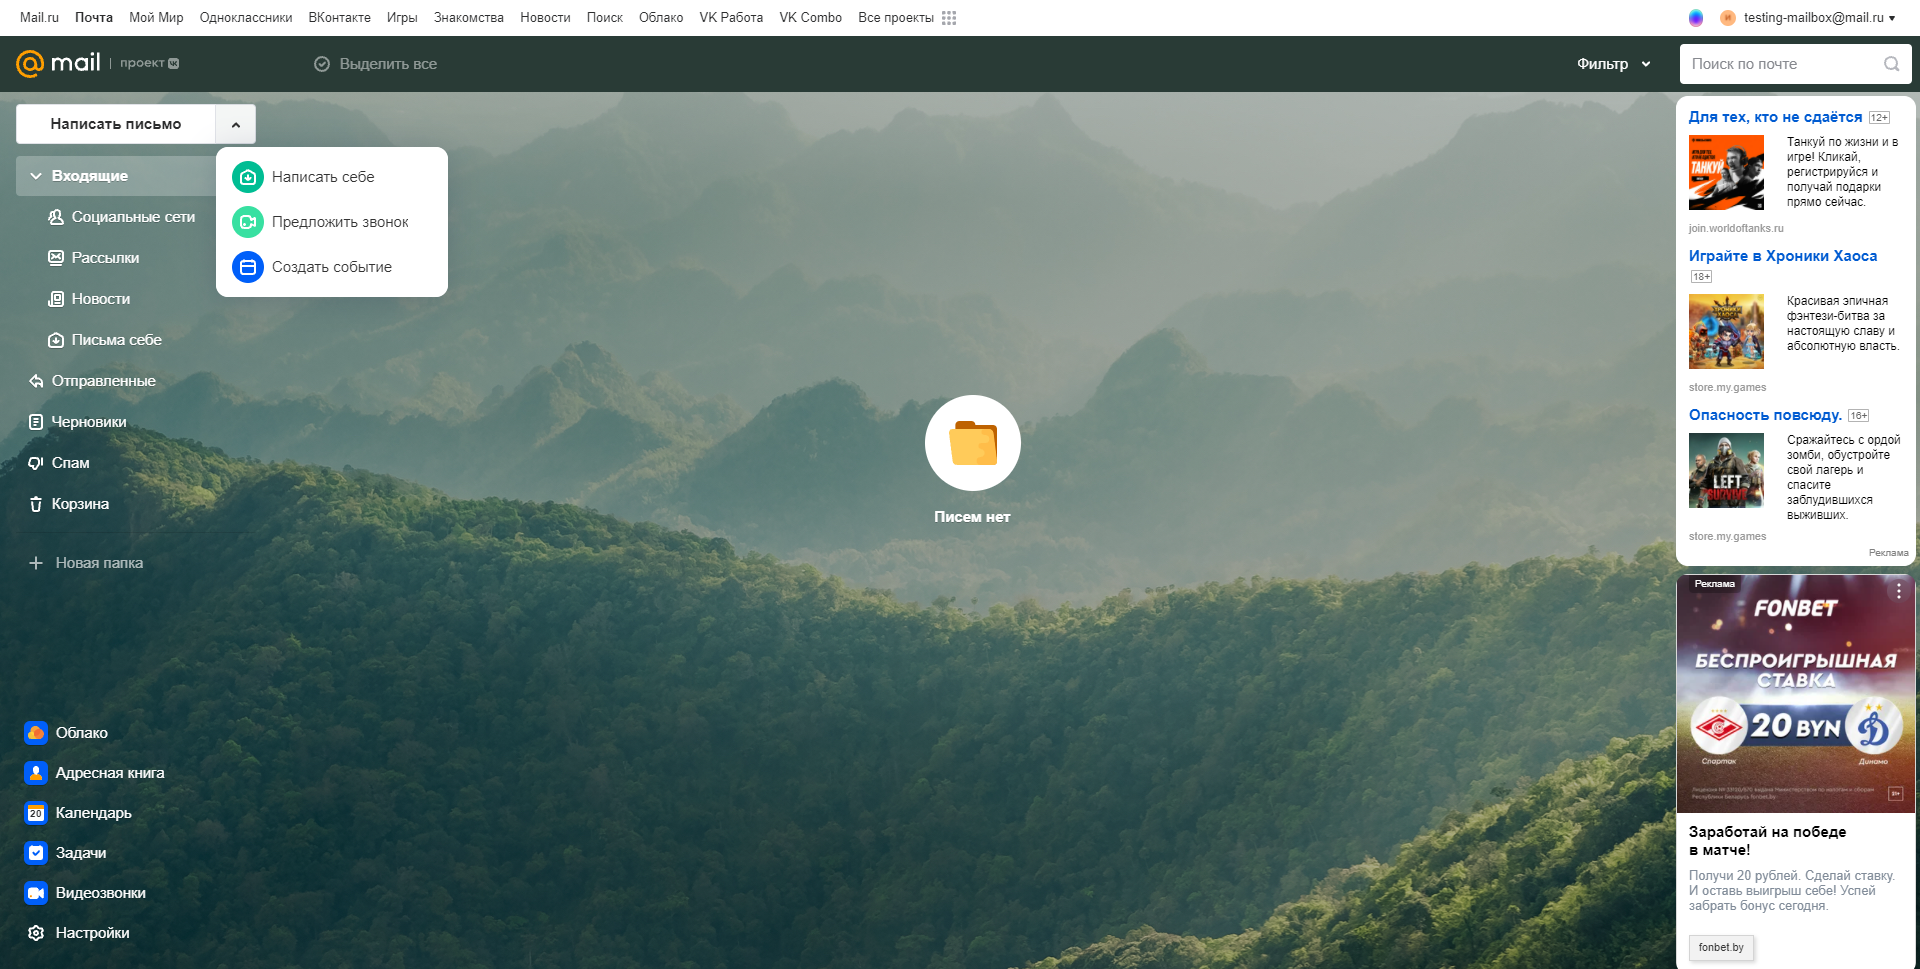 Mail.ru Почта Мой Мир Одноклассники ВКонтакте Игры Знакомства Новости Поиск Облако VK Работа VK Combo Все проекты
testing-mailbox@mail.ru
mail | проект
Выделить все
Фильтр
Поиск по почте
Написать письмо
Входящие
Социальные сети
Рассылки
Новости
Письма себе
Отправленные
Черновики
Спам
Корзина
Новая папка
Написать себе
Предложить звонок
Создать событие
Писем нет
Облако
Адресная книга
20
Календарь
Задачи
Видеозвонки
Настройки
Для тех, кто не сдаётся 12+
ТАНКУЙ
Танкуй по жизни и в
игре! Кликай,
регистрируйся и
получай подарки
прямо сейчас.
join.worldoftanks.ru
Играйте в Хроники Хаоса
18+
ХРОНИКИ
ХАОСА
Красивая эпичная
фэнтези-битва за
настоящую славу и
абсолютную власть.
store.my.games
Опасность повсюду. 16+
LEFT
SURVIVE
Сражайтесь с ордой
зомби, обустройте
свой лагерь и
спасите
заблудившихся
выживших.
store.my.games
Реклама
Реклама
FONBET
БЕСПРОИГРЫШНАЯ
СТАВКА
20 BYN
Спартак
Динамо
Заработай на победе
в матче!
Получи 20 рублей. Сделай ставку.
И оставь выигрыш себе! Успей
забрать бонус сегодня.
fonbet.by